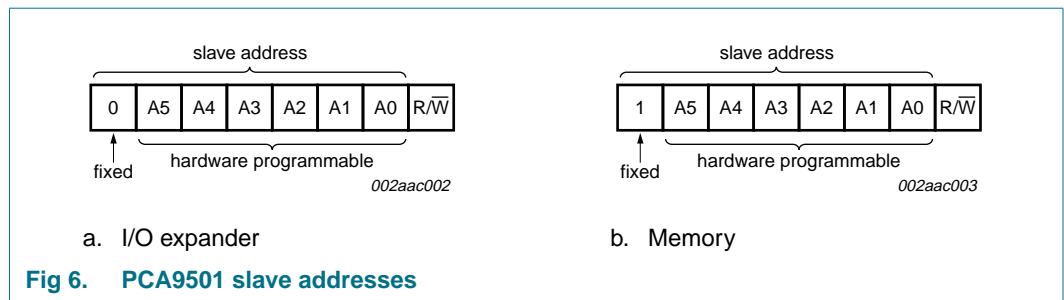 slave address
0 A5 A4 A3 A2 A1 A0 R/W̅
fixed
hardware programmable
002aac002
a. I/O expander
slave address
1 A5 A4 A3 A2 A1 A0 R/W̅
fixed
hardware programmable
002aac003
b. Memory
Fig 6. PCA9501 slave addresses